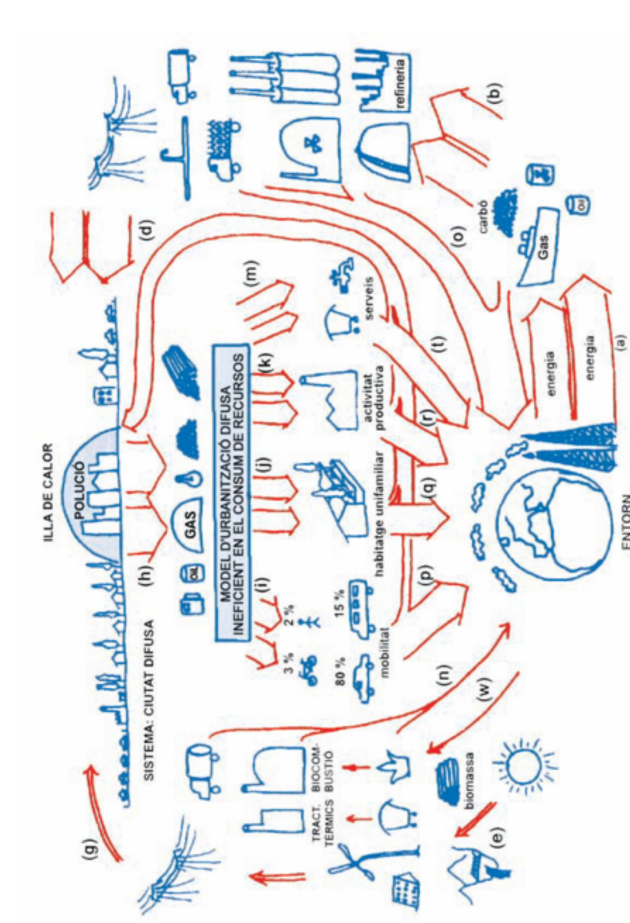 ILLA DE CALOR
POLUCIÓ
SISTEMA: CIUTAT DIFUSA
(g)
(h)
(d)
OIL
GAS
MODEL D'URBANITZACIÓ DIFUSA
INEFICIENT EN EL CONSUM DE RECURSOS
(i)
(j)
(k)
(m)
3 %
2 %
80 %
15 %
mobilitat
habitatge unifamiliar
activitat
productiva
serveis
TRACT.
TÈRMICS
BIOCOM-
BUSTIÓ
refineria
(b)
(o)
carbó
Gas
OIL
(p)
(q)
(r)
(t)
(n)
(w)
biomassa
(e)
energia
energia
(a)
ENTORN